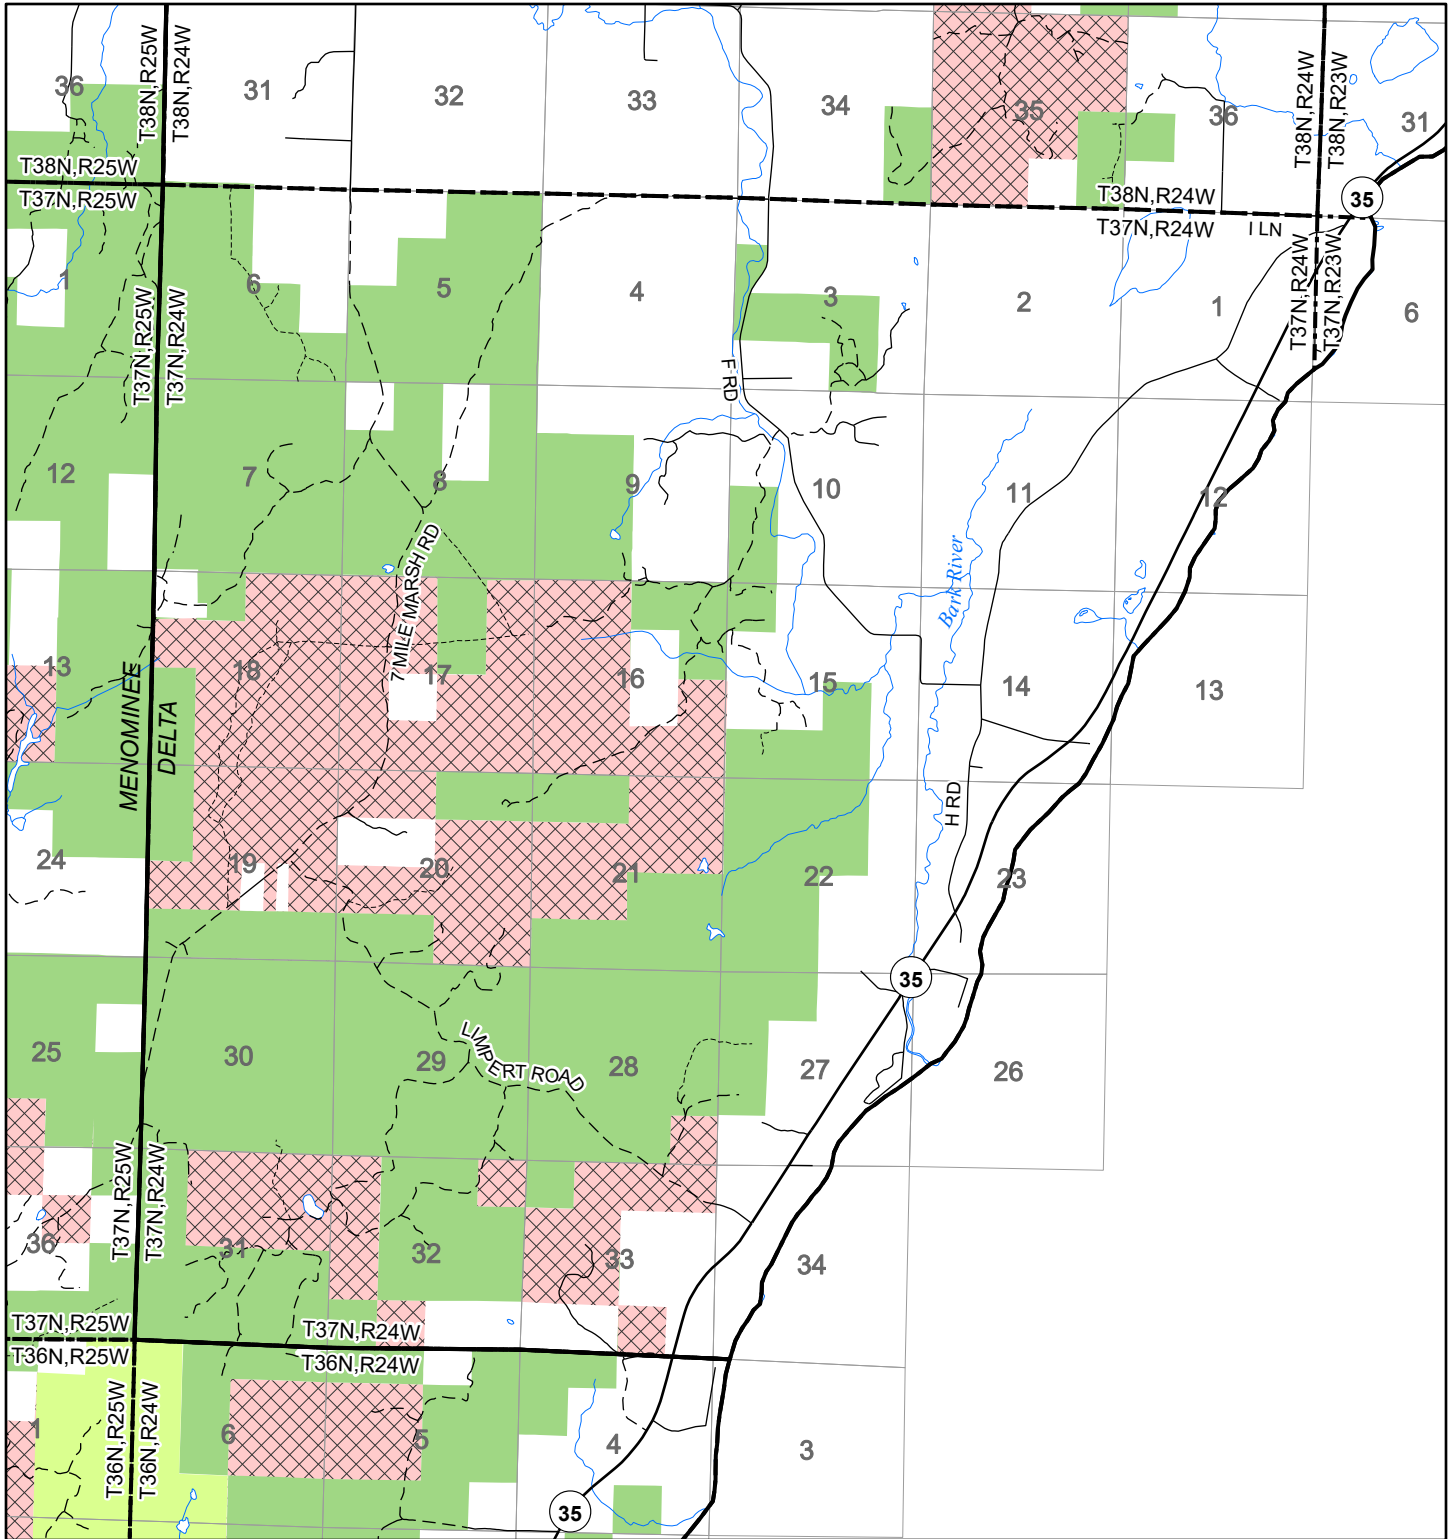 T38N,R25W
T38N,R24W
T38N,R24W
T38N,R23W
36
31
32
33
34
35
36
31
T38N,R25W
T37N,R25W
T38N,R24W
T37N,R24W
I LN
35
T37N,R25W
T37N,R24W
T37N,R24W
T37N,R23W
1
6
5
4
3
2
1
6
F RD
12
7
8
9
10
11
12
7 MILE MARSH RD
Bark River
13
18
17
16
15
14
13
MENOMINEE
DELTA
H RD
24
19
20
21
22
23
35
25
30
29
28
27
26
LIMPERT ROAD
T37N,R25W
T37N,R24W
36
31
32
33
34
T37N,R25W
T36N,R25W
T37N,R24W
T36N,R24W
T36N,R25W
T36N,R24W
1
6
5
4
3
35